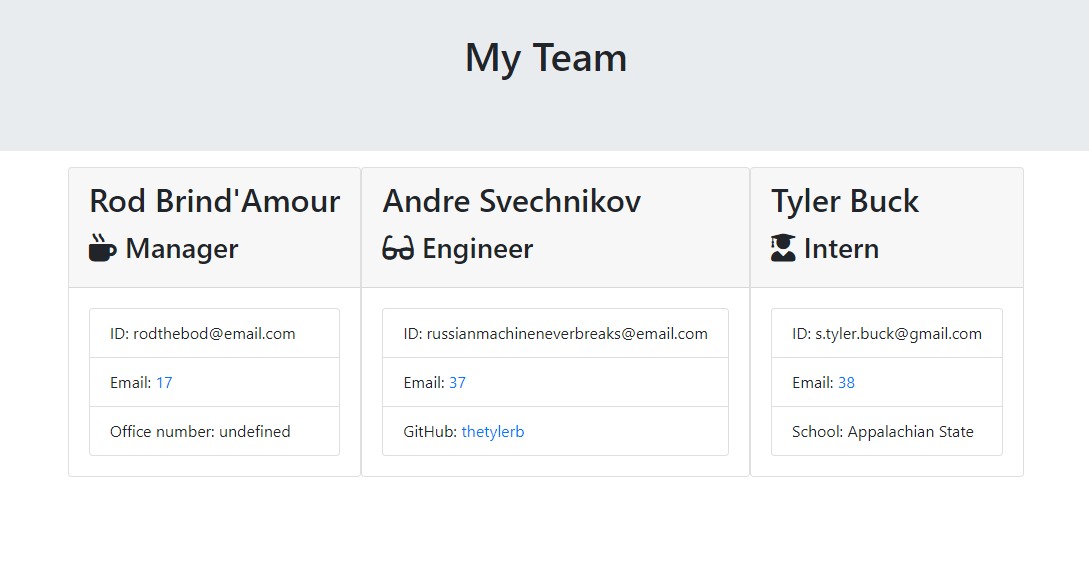 My Team
Rod Brind'Amour
Manager
ID: rodthebod@email.com
Email: 17
Office number: undefined
Andre Svechnikov
Engineer
ID: russianmachineneverbreaks@email.com
Email: 37
GitHub: thetylerb
Tyler Buck
Intern
ID: s.tyler.buck@gmail.com
Email: 38
School: Appalachian State